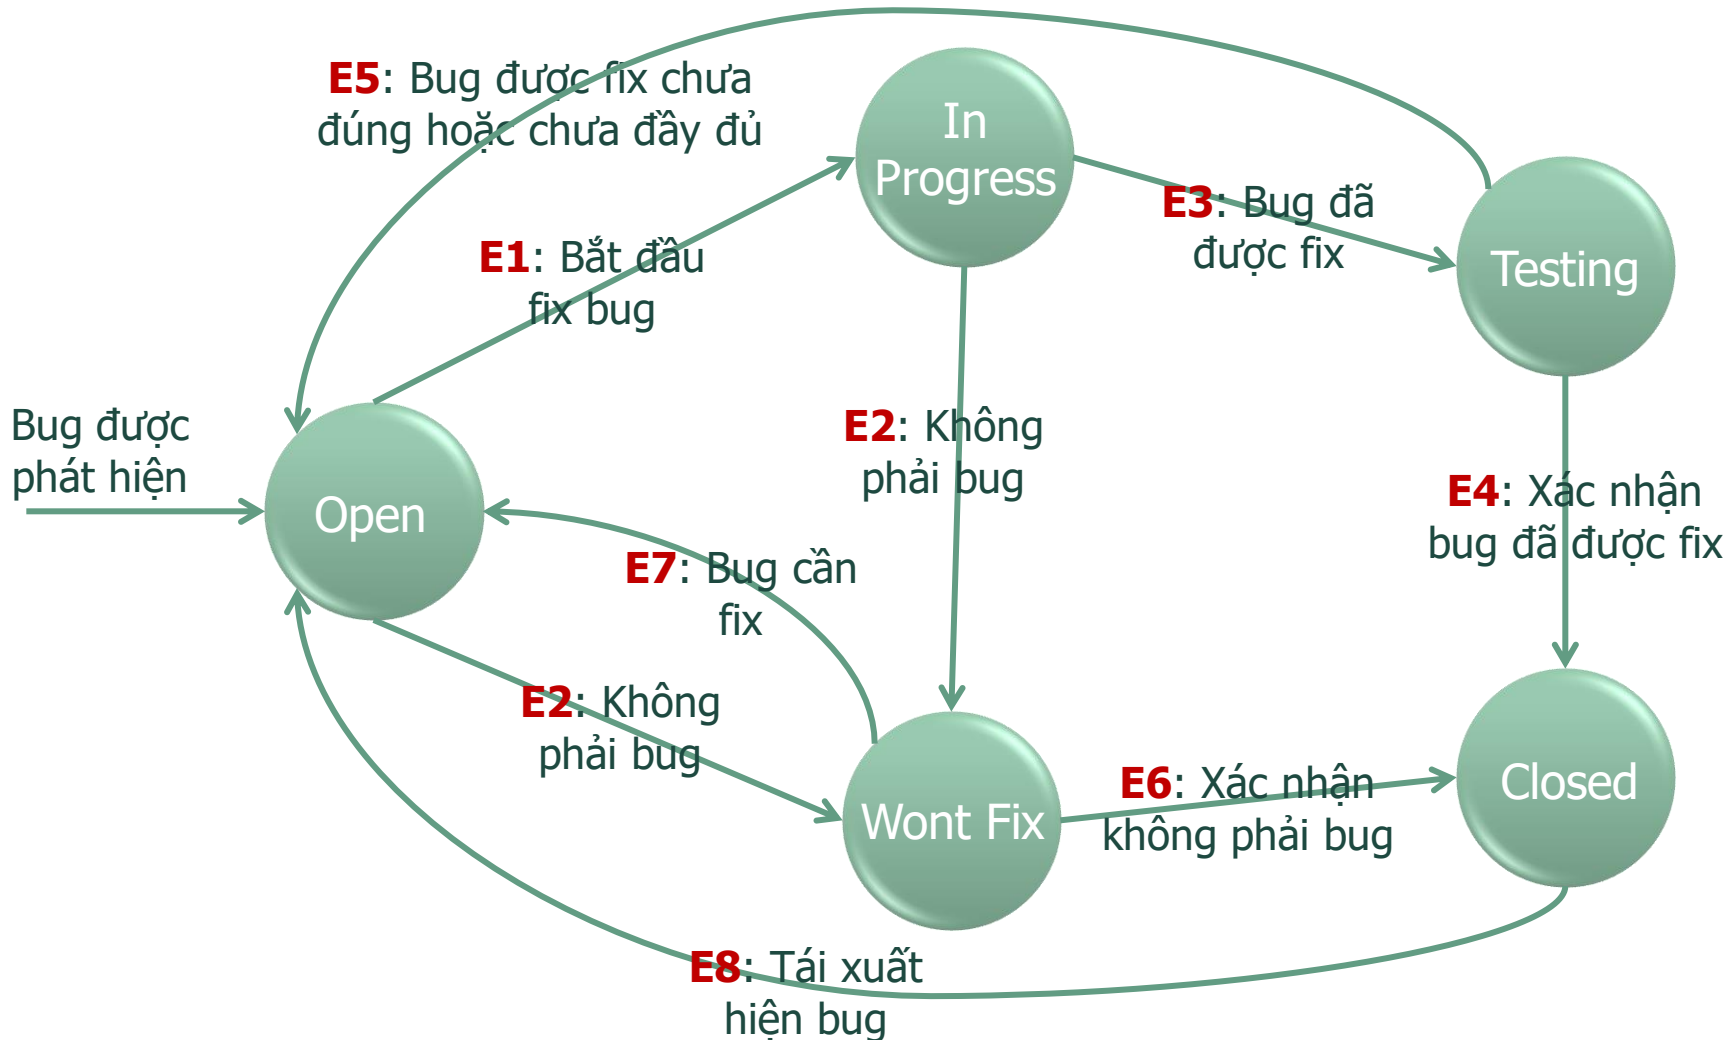 E5: Bug được fix chưa
đúng hoặc chưa đầy đủ
In
Progress
E3: Bug đã
được fix
Testing
E1: Bắt đầu
fix bug
Bug được
phát hiện
Open
E2: Không
phải bug
E4: Xác nhận
bug đã được fix
E7: Bug cần
fix
E2: Không
phải bug
Wont Fix
E6: Xác nhận
không phải bug
Closed
E8: Tái xuất
hiện bug